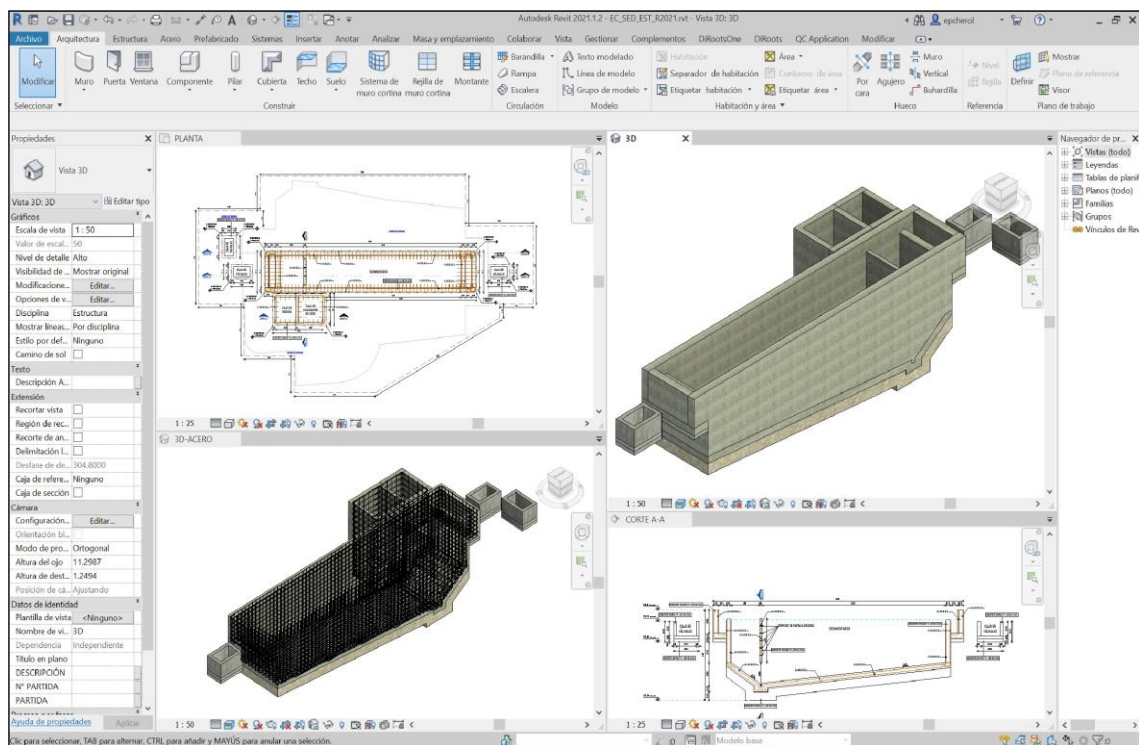 Autodesk Revit 2021.1.2 - EC_SED_EST_R2021.rvt - Vista 3D: 3D
epcherol
Archivo Arquitectura Estructura Acero Prefabricado Sistemas Insertar Anotar Analizar Masa y emplazamiento Colaborar Vista Gestionar Complementos DiRootsOne DiRoots QC Application Modificar
Modificar
Muro Puerta Ventana Componente Pilar Cubierta Techo Suelo Sistema de muro cortina Rejilla de muro cortina Montante
Barandilla
Rampa
Escalera
Texto modelado
Línea de modelo
Grupo de modelo
Habitación
Separador de habitación
Etiquetar habitación
Área
Contorno de área
Etiquetar área
Por cara
Agujero
Muro
Vertical
Buhardilla
Nivel
Rejilla
Definir
Mostrar
Plano de referencia
Visor
Seleccionar Construir Circulación Modelo Habitación y área Hueco Referencia Plano de trabajo
Propiedades
Vista 3D
Vista 3D: 3D Editar tipo
Gráficos
Escala de vista 1 : 50
Valor de escal... 50
Nivel de detalle Alto
Visibilidad de ... Mostrar original
Modificacione... Editar...
Opciones de v... Editar...
Disciplina Estructura
Mostrar líneas... Por disciplina
Estilo por def... Ninguno
Camino de sol
Texto
Descripción A...
Extensión
Recortar vista
Región de rec...
Recorte de an...
Delimitación l...
Desfase de de... 304.8000
Caja de refere... Ninguno
Caja de sección
Cámara
Configuración... Editar...
Orientación bl...
Modo de pro... Ortogonal
Altura del ojo 11.2987
Altura de dest... 1.2494
Posición de cá... Ajustando
Datos de identidad
Plantilla de vista <Ninguno>
Nombre de vi... 3D
Dependencia Independiente
Título en plano
DESCRIPCIÓN
N° PARTIDA
PARTIDA
Ayuda de propiedades Aplicar
PLANTA
1 : 25
3D-ACERO
1 : 50
3D
1 : 50
CORTE A-A
1 : 25
Navegador de pr...
Vistas (todo)
Leyendas
Tablas de planif
Planos (todo)
Familias
Grupos
Vínculos de Rev
Clic para seleccionar, TAB para alternar, CTRL para añadir y MAYÚS para anular una selección.
:0
Modelo base
:0